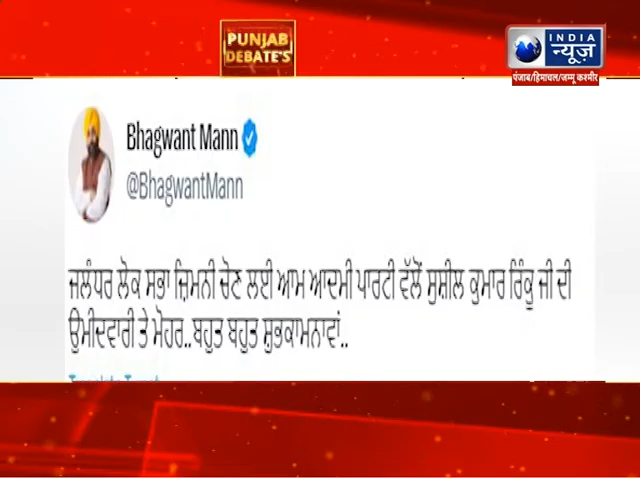 PUNJAB
DEBATE'S
INDIA
न्यूज़
पंजाब/हिमाचल/जम्मू कश्मीर
Bhagwant Mann
@BhagwantMann
ਜਲੰਧਰ ਲੋਕ ਸਭਾ ਜ਼ਿਮਨੀ ਚੋਣ ਲਈ ਆਮ ਆਦਮੀ ਪਾਰਟੀ ਵੱਲੋਂ ਸੁਸ਼ੀਲ ਕੁਮਾਰ ਰਿੰਕੂ ਜੀ ਦੀ
ਉਮੀਦਵਾਰੀ ਤੇ ਮੋਹਰ..ਬਹੁਤ ਬਹੁਤ ਸ਼ੁਭਕਾਮਨਾਵਾਂ..